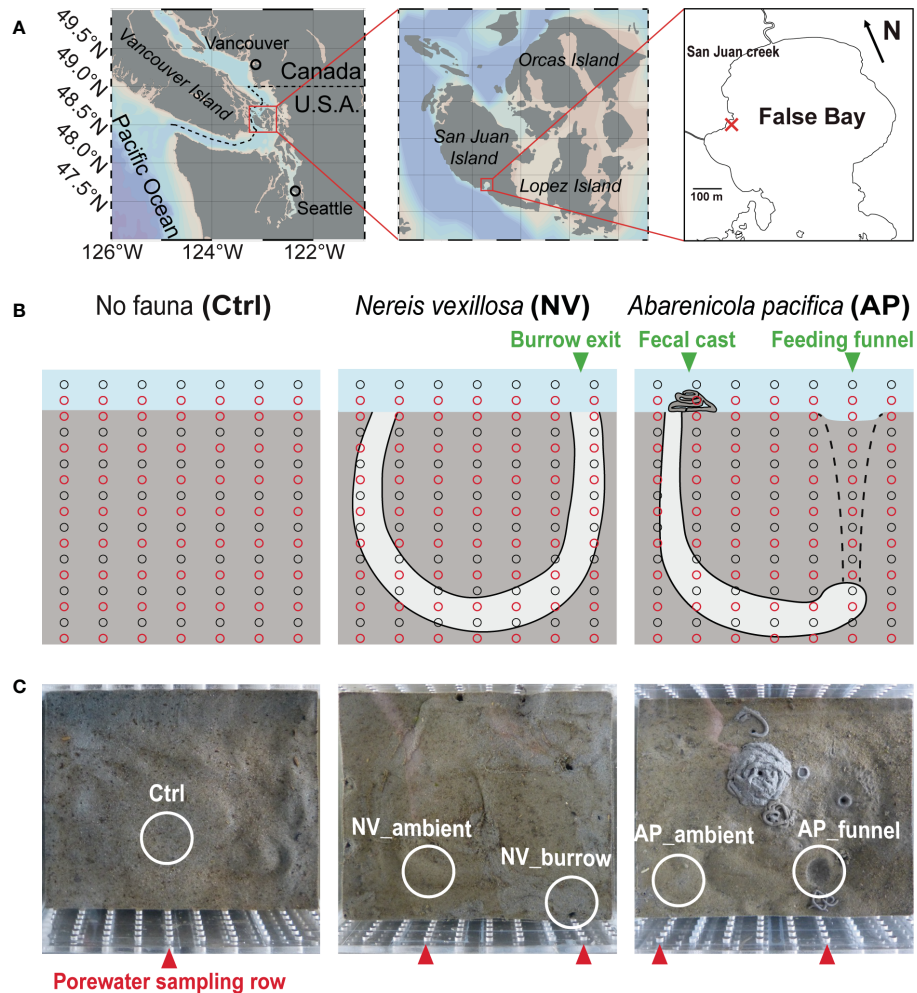 A
49.5°N
49.0°N
48.5°N
48.0°N
47.5°N
126°W
124°W
122°W
Vancouver
Vancouver Island
Canada
U.S.A.
Pacific Ocean
Seattle
Orcas Island
San Juan
Island
Lopez Island
N
San Juan creek
False Bay
100 m
B
No fauna (Ctrl)
Nereis vexillosa (NV)
Abarenicola pacifica (AP)
Burrow exit
Fecal cast
Feeding funnel
C
Ctrl
NV_ambient
NV_burrow
AP_ambient
AP_funnel
Porewater sampling row